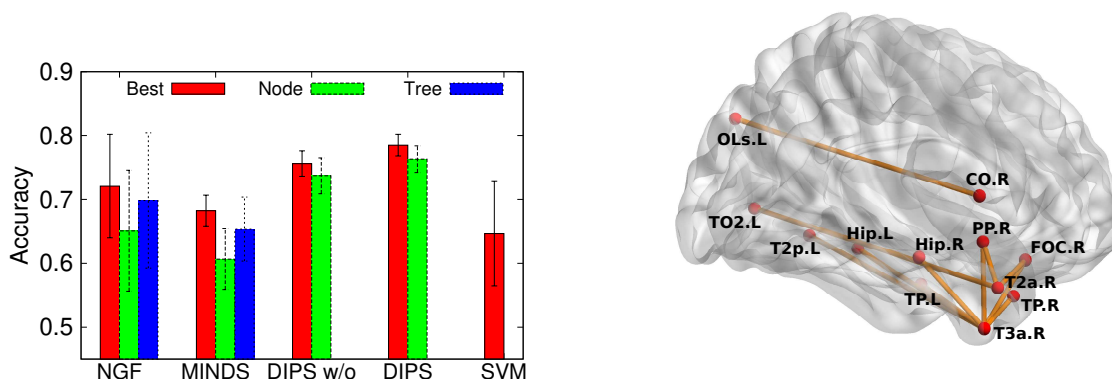 0.9
Best Node Tree
0.8
0.7
0.6
0.5
Accuracy
NGF MINDS DIPS w/o DIPS SVM
OLs.L
CO.R
TO2.L
T2p.L
Hip.L
Hip.R
PP.R
FOC.R
T2a.R
TP.L
TP.R
T3a.R